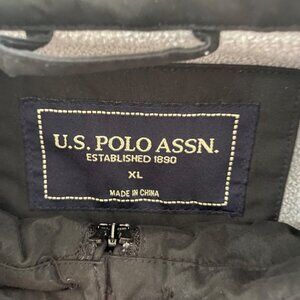 U.S. POLO ASSN.
ESTABLISHED 1890
XL
MADE IN CHINA